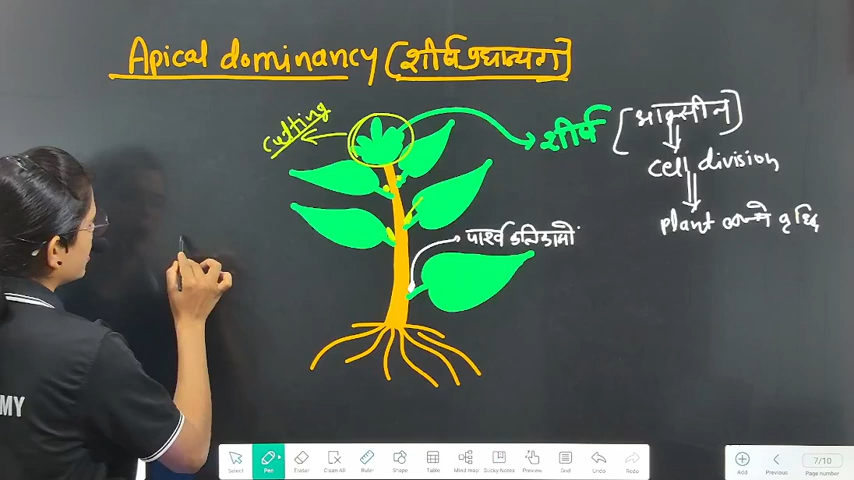 Apical dominancy (शीर्ष प्रधान्यता)
cutting
शीर्ष
(आक्सीन)
cell division
plant लम्बे वृद्धि
पार्श्व कलिकायों
MY
Select Pen Eraser Clear All Ruler Shape Table Mind map Sticky Notes Preview Grid Undo Redo
Add Previous 7/10 Page number